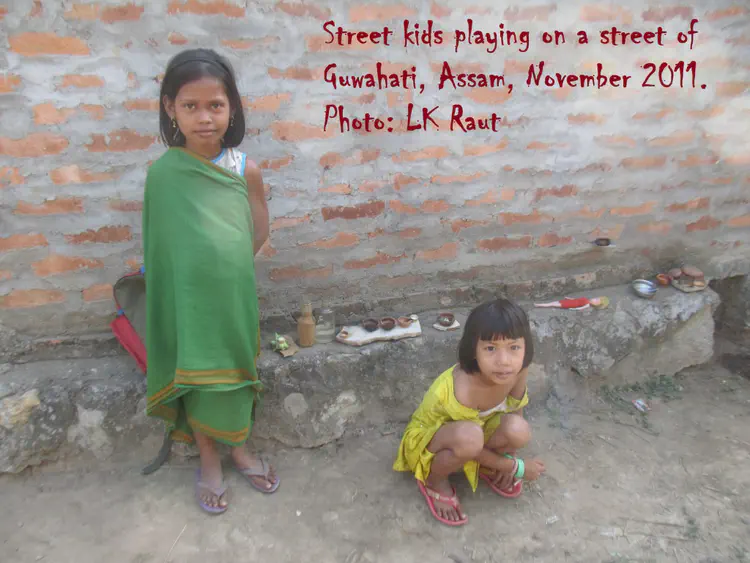 Street kids playing on a street of
Guwahati, Assam, November 2011.
Photo: LK Raut